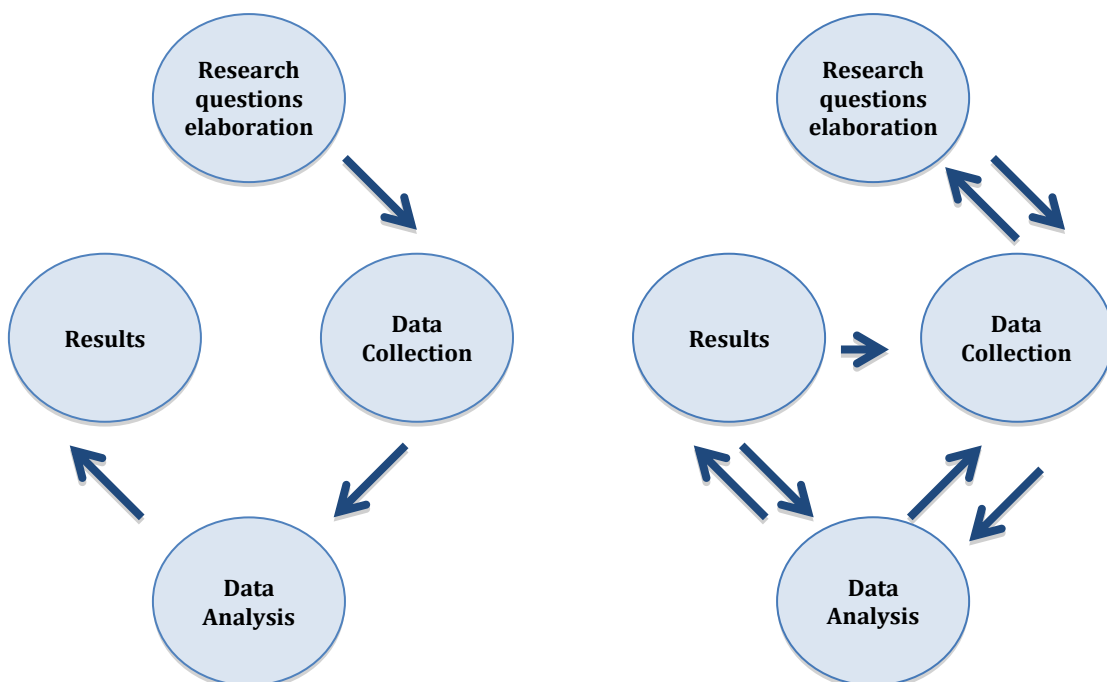 Research
questions
elaboration
Results
Data
Collection
Data
Analysis
Research
questions
elaboration
Results
Data
Collection
Data
Analysis